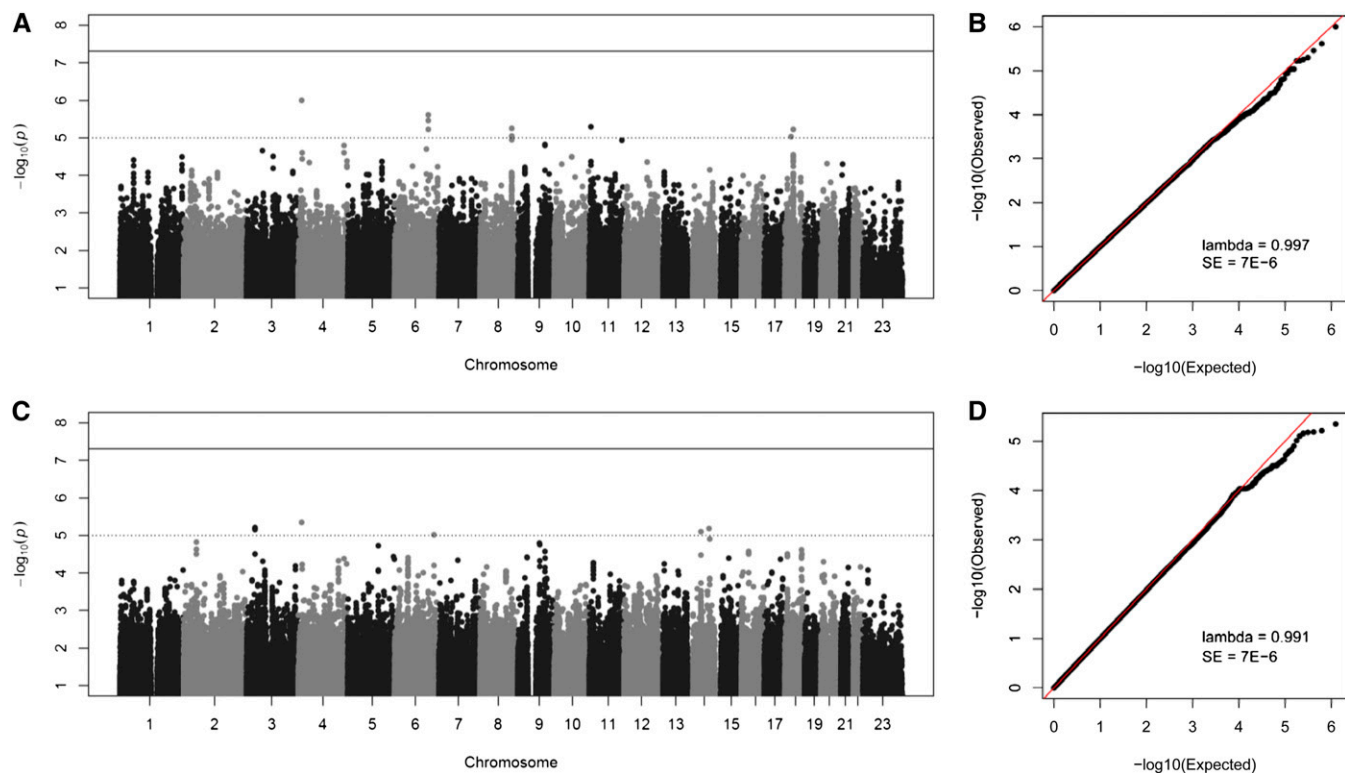 A
8
7
6
5
4
3
2
1
−log₁₀(p)
1 2 3 4 5 6 7 8 9 10 11 12 13 15 17 19 21 23
Chromosome
B
6
5
4
3
2
1
0
−log10(Observed)
lambda = 0.997
SE = 7E−6
0 1 2 3 4 5 6
−log10(Expected)
C
8
7
6
5
4
3
2
1
−log₁₀(p)
1 2 3 4 5 6 7 8 9 10 11 12 13 15 17 19 21 23
Chromosome
D
5
4
3
2
1
0
−log10(Observed)
lambda = 0.991
SE = 7E−6
0 1 2 3 4 5 6
−log10(Expected)